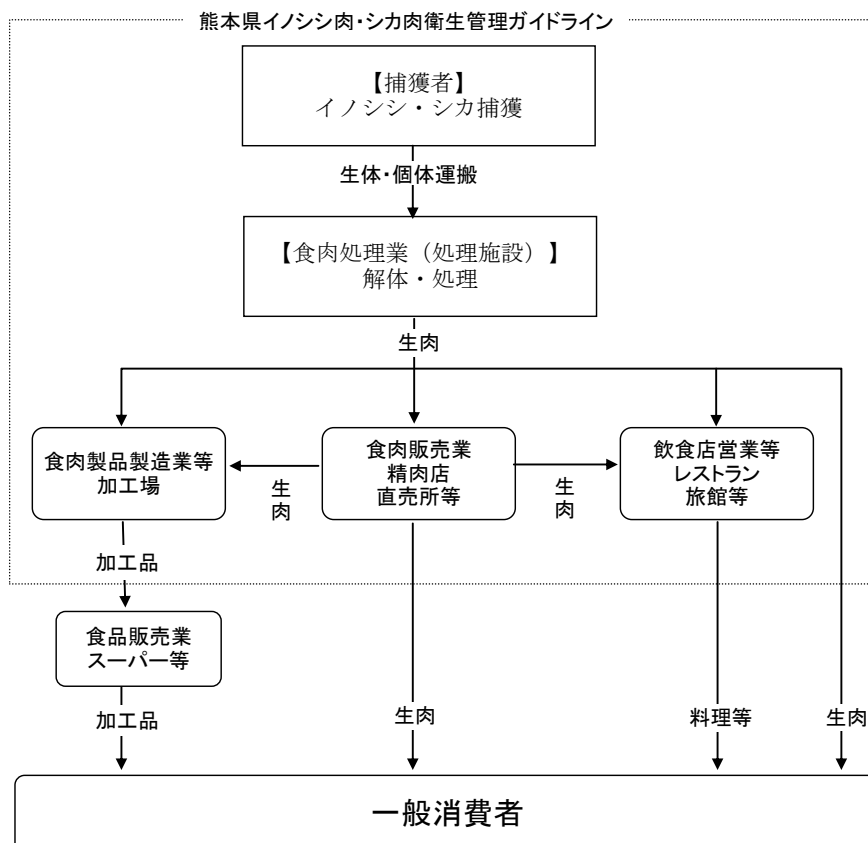 熊本県イノシシ肉・シカ肉衛生管理ガイドライン
【捕獲者】
イノシシ・シカ捕獲
生体・個体運搬
【食肉処理業（処理施設）】
解体・処理
生肉
食肉製品製造業等
加工場
生肉
食肉販売業
精肉店
直売所等
生肉
飲食店営業等
レストラン
旅館等
加工品
食品販売業
スーパー等
加工品
生肉
料理等
生肉
一般消費者